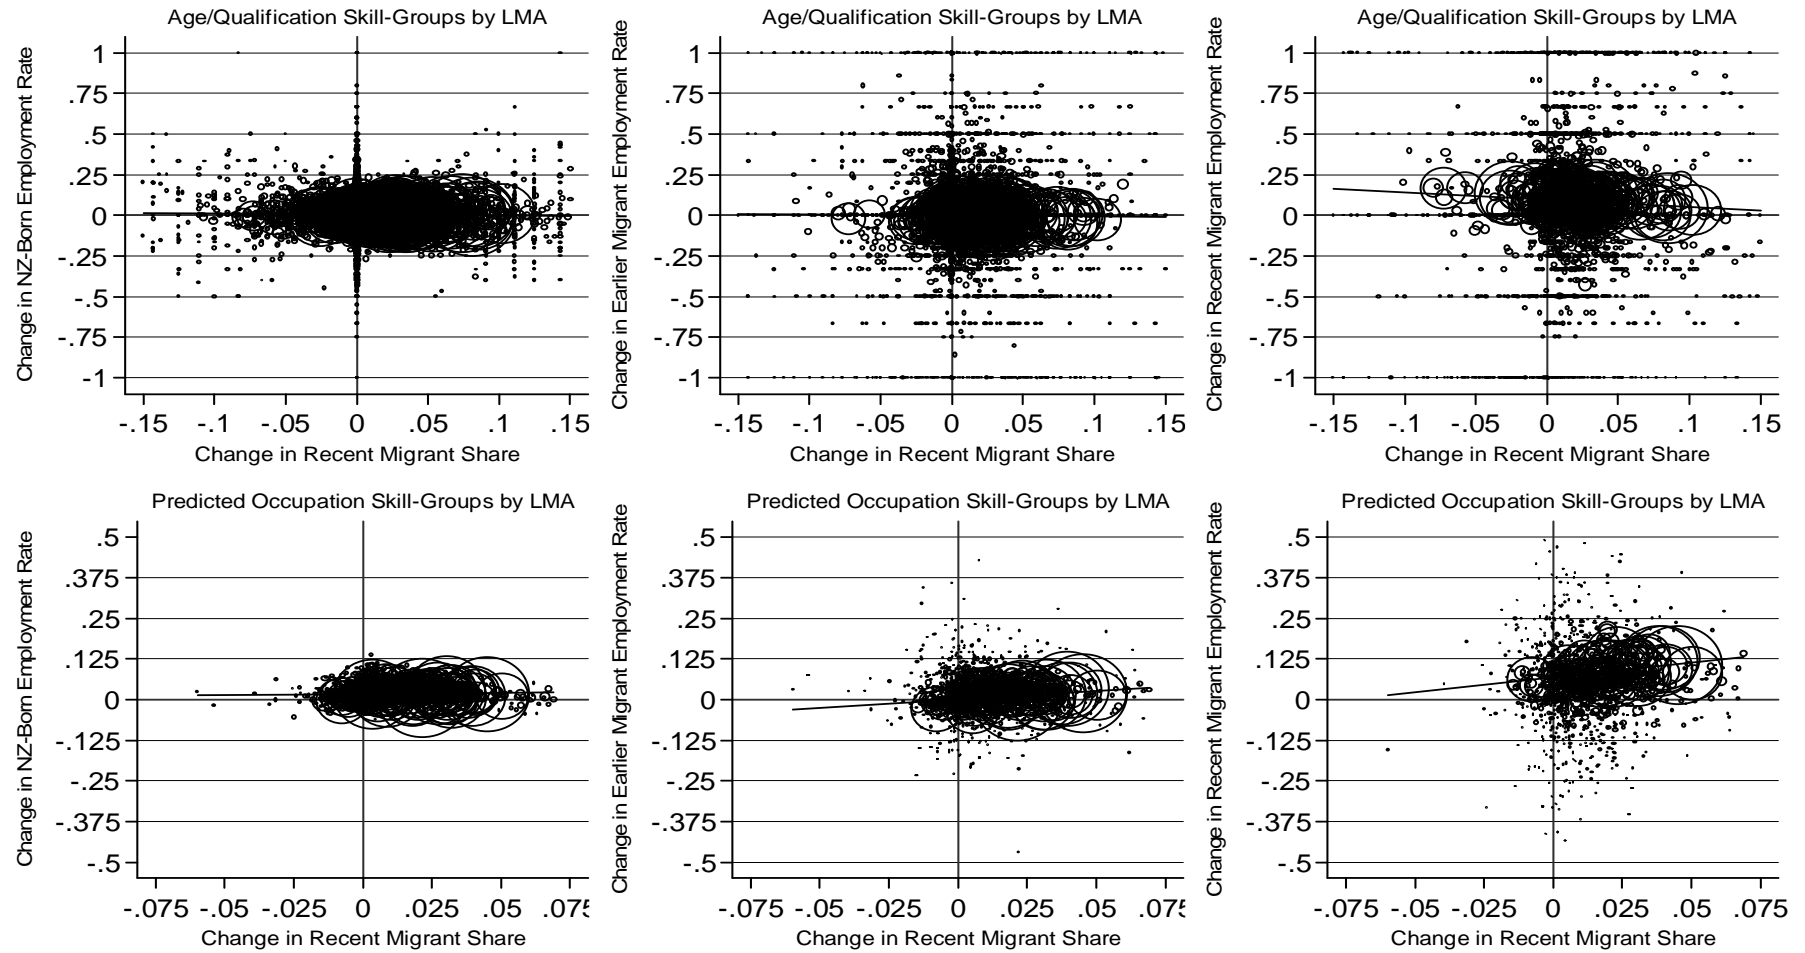 Age/Qualification Skill-Groups by LMA
Change in NZ-Born Employment Rate
1
.75
.5
.25
0
-.25
-.5
-.75
-1
-.15 -.1 -.05 0 .05 .1 .15
Change in Recent Migrant Share
Age/Qualification Skill-Groups by LMA
Change in Earlier Migrant Employment Rate
1
.75
.5
.25
0
-.25
-.5
-.75
-1
-.15 -.1 -.05 0 .05 .1 .15
Change in Recent Migrant Share
Age/Qualification Skill-Groups by LMA
Change in Recent Migrant Employment Rate
1
.75
.5
.25
0
-.25
-.5
-.75
-1
-.15 -.1 -.05 0 .05 .1 .15
Change in Recent Migrant Share
Predicted Occupation Skill-Groups by LMA
Change in NZ-Born Employment Rate
.5
.375
.25
.125
0
-.125
-.25
-.375
-.5
-.075 -.05 -.025 0 .025 .05 .075
Change in Recent Migrant Share
Predicted Occupation Skill-Groups by LMA
Change in Earlier Migrant Employment Rate
.5
.375
.25
.125
0
-.125
-.25
-.375
-.5
-.075 -.05 -.025 0 .025 .05 .075
Change in Recent Migrant Share
Predicted Occupation Skill-Groups by LMA
Change in Recent Migrant Employment Rate
.5
.375
.25
.125
0
-.125
-.25
-.375
-.5
-.075 -.05 -.025 0 .025 .05 .075
Change in Recent Migrant Share